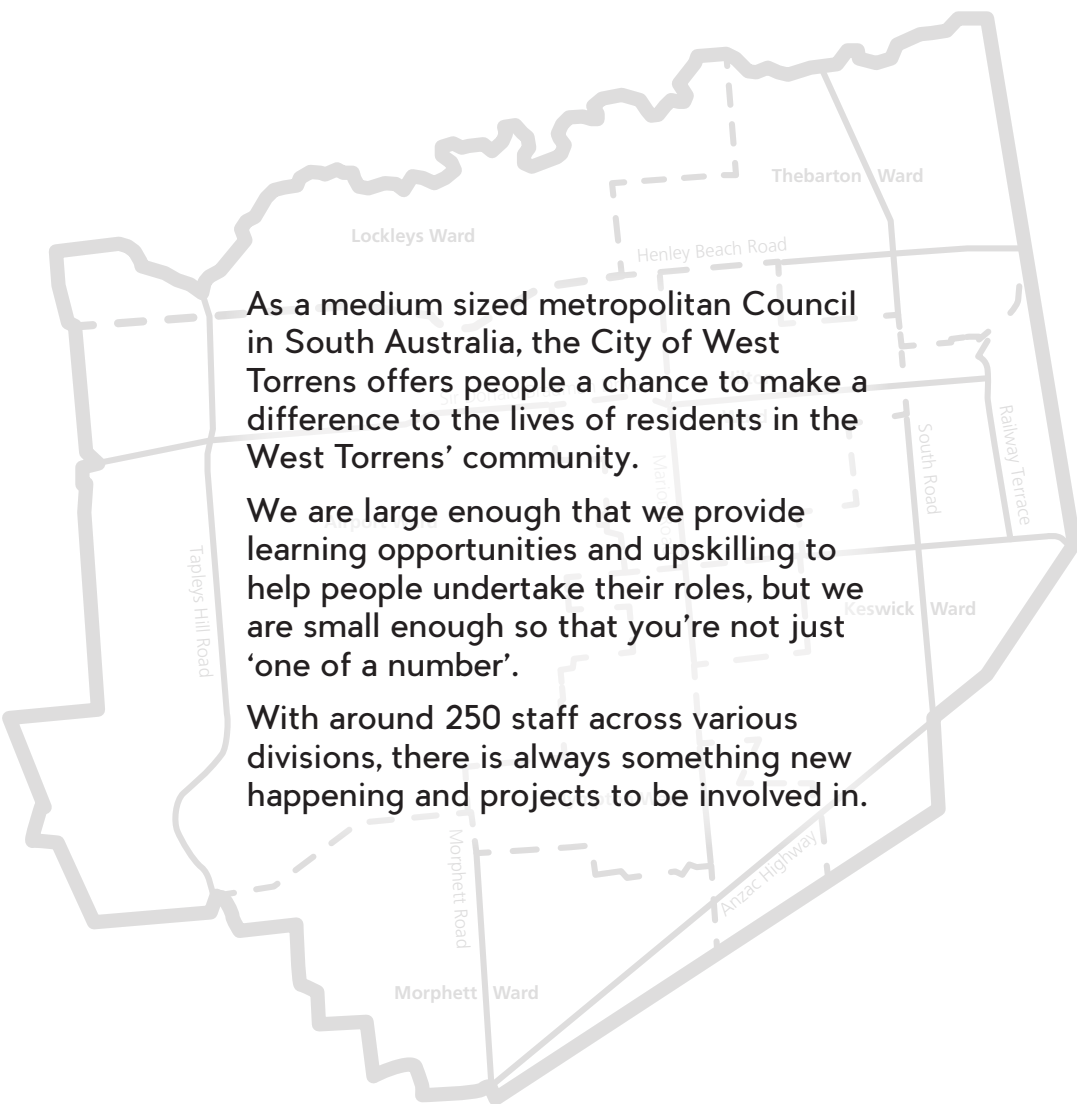 Thebarton Ward
Lockleys Ward
Henley Beach Road
As a medium sized metropolitan Council
in South Australia, the City of West
Torrens offers people a chance to make a
difference to the lives of residents in the
West Torrens’ community.
We are large enough that we provide
learning opportunities and upskilling to
help people undertake their roles, but we
are small enough so that you’re not just
‘one of a number’.
With around 250 staff across various
divisions, there is always something new
happening and projects to be involved in.
South Road
Railway Terrace
Tapleys Hill Road
Keswick Ward
Morphett Road
Anzac Highway
Morphett Ward